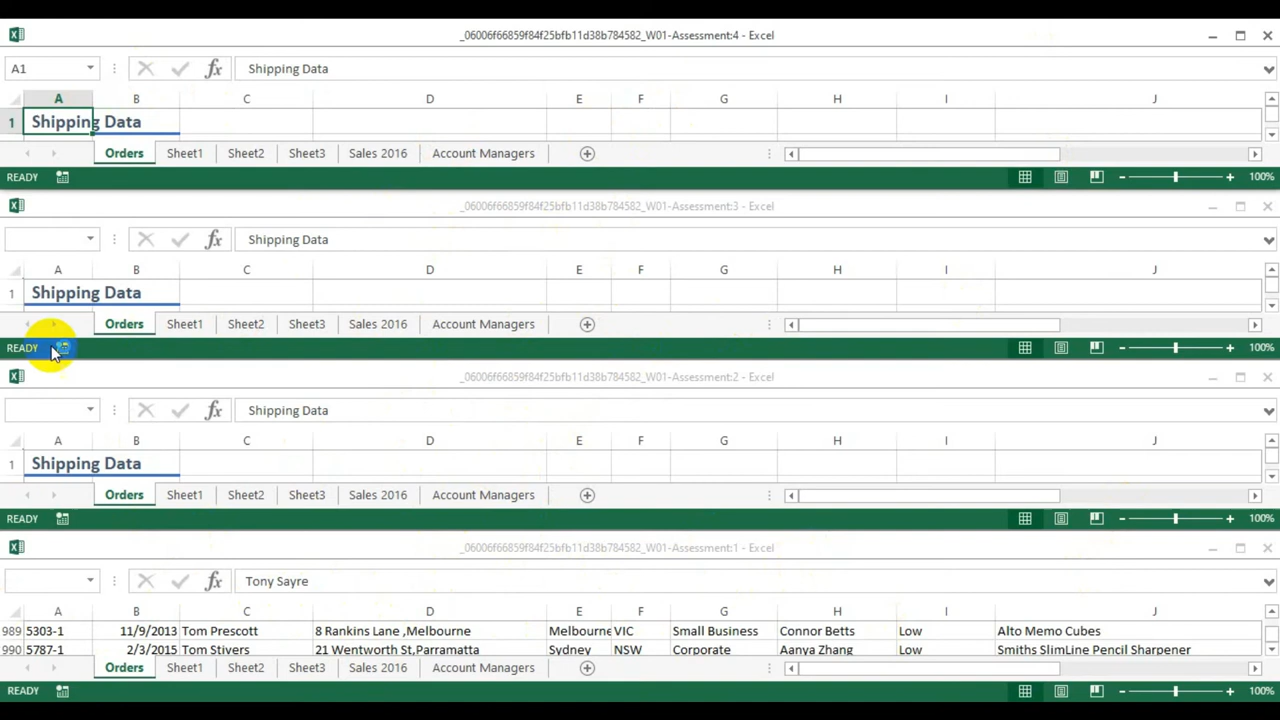 _06006f66859f84f25bfb11d38b784582_W01-Assessment:4 - Excel
A1 fx Shipping Data
A B C D E F G H I J
1 Shipping Data
Orders Sheet1 Sheet2 Sheet3 Sales 2016 Account Managers
READY 100%
_06006f66859f84f25bfb11d38b784582_W01-Assessment:3 - Excel
fx Shipping Data
A B C D E F G H I J
1 Shipping Data
Orders Sheet1 Sheet2 Sheet3 Sales 2016 Account Managers
READY 100%
_06006f66859f84f25bfb11d38b784582_W01-Assessment:2 - Excel
fx Shipping Data
A B C D E F G H I J
1 Shipping Data
Orders Sheet1 Sheet2 Sheet3 Sales 2016 Account Managers
READY 100%
_06006f66859f84f25bfb11d38b784582_W01-Assessment:1 - Excel
fx Tony Sayre
A B C D E F G H I J
989 5303-1 11/9/2013 Tom Prescott 8 Rankins Lane ,Melbourne Melbourne VIC Small Business Connor Betts Low Alto Memo Cubes
990 5787-1 2/3/2015 Tom Stivers 21 Wentworth St,Parramatta Sydney NSW Corporate Aanya Zhang Low Smiths SlimLine Pencil Sharpener
Orders Sheet1 Sheet2 Sheet3 Sales 2016 Account Managers
READY 100%